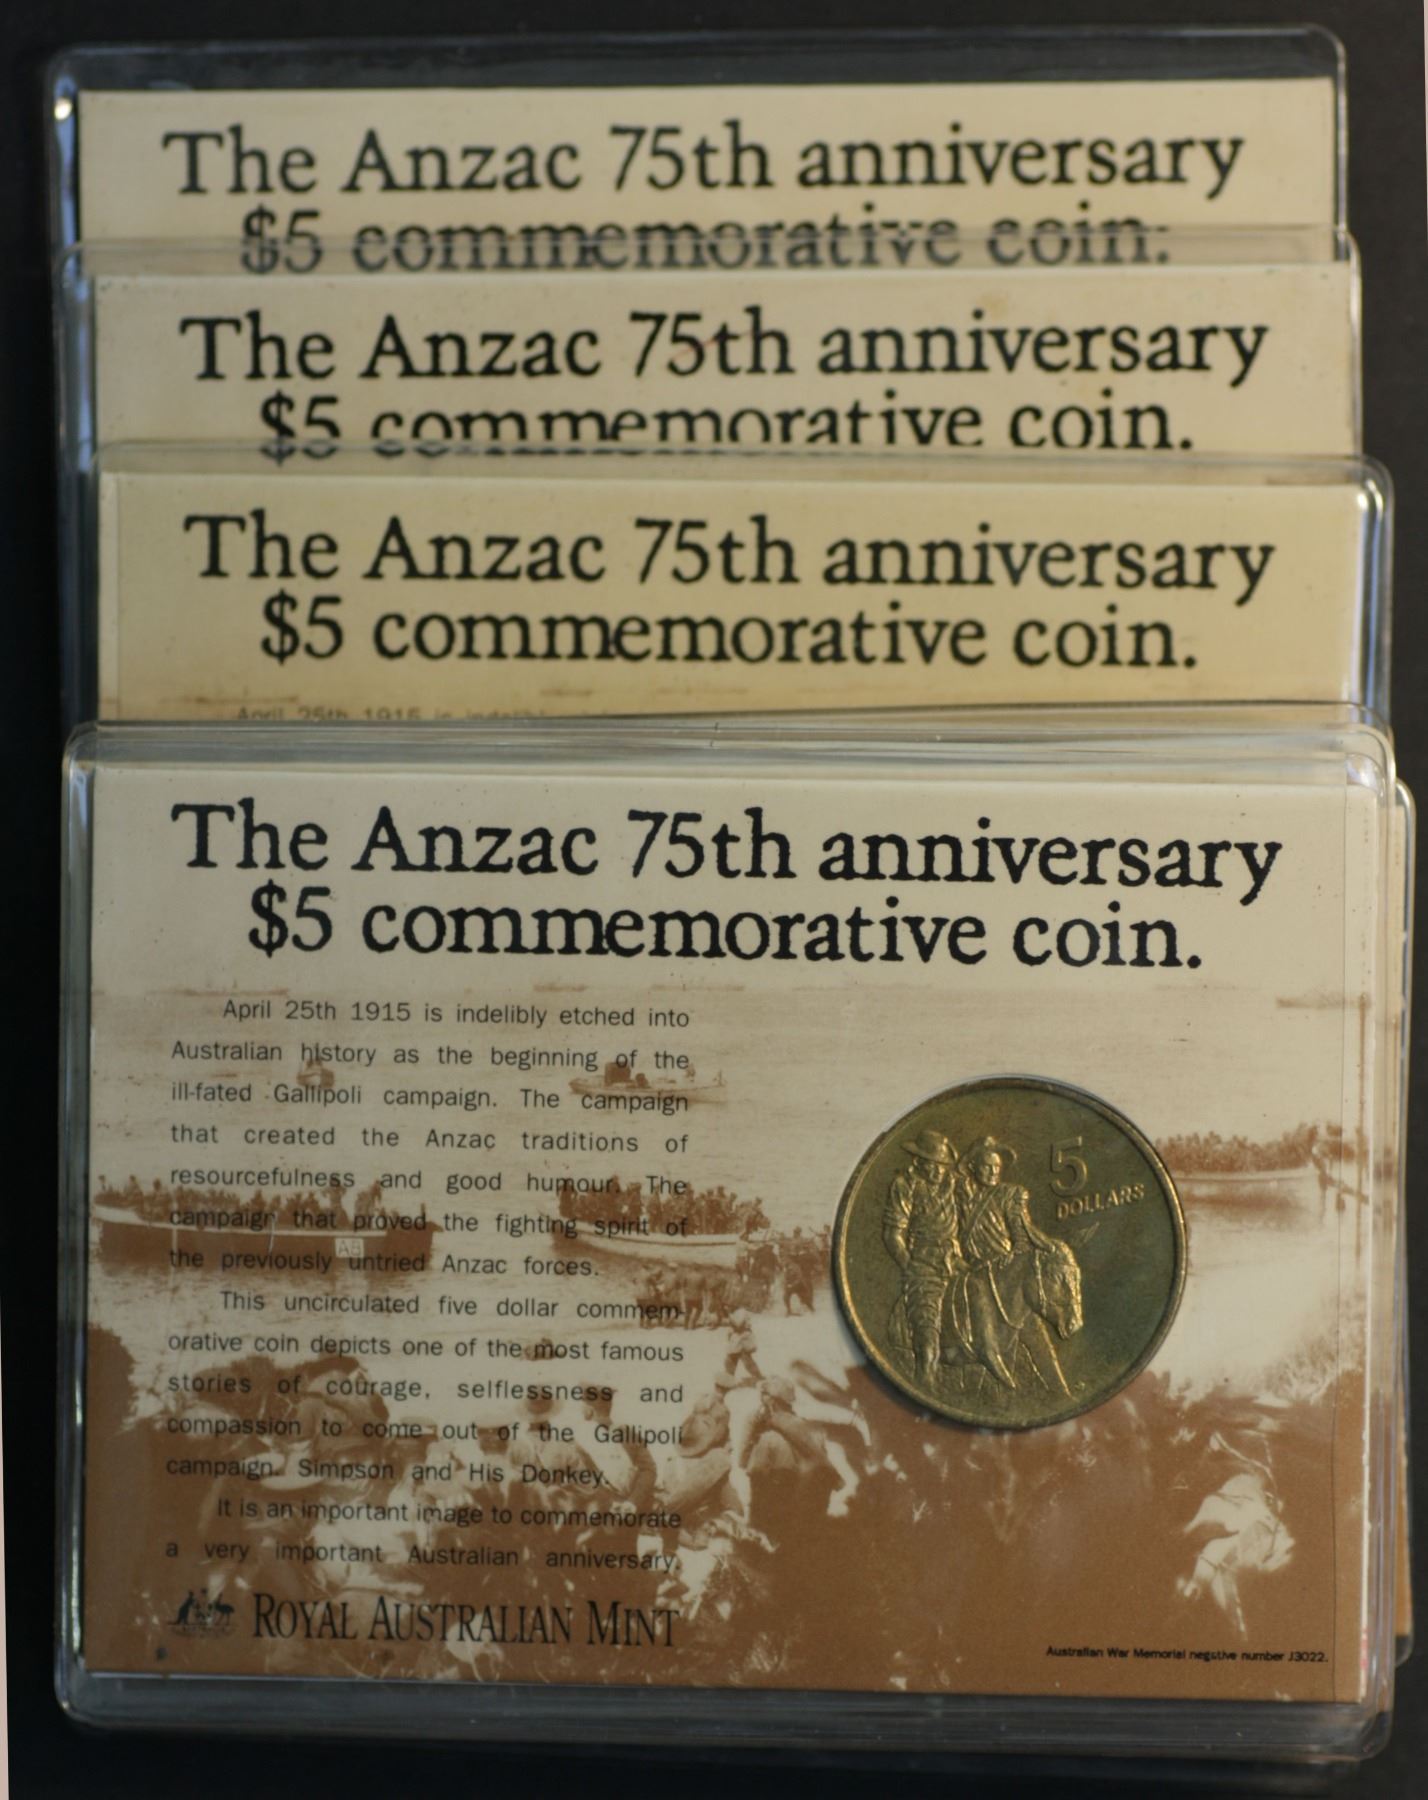 The Anzac 75th anniversary
$5 commemorative coin.
The Anzac 75th anniversary
$5 commemorative coin.
The Anzac 75th anniversary
$5 commemorative coin.
April 25th 1915 is indelibl
The Anzac 75th anniversary
$5 commemorative coin.
April 25th 1915 is indelibly etched into
Australian history as the beginning of the
ill-fated Gallipoli campaign. The campaign
that created the Anzac traditions of
resourcefulness and good humour. The
campaign that proved the fighting spirit of
the previously untried Anzac forces.
This uncirculated five dollar commem-
orative coin depicts one of the most famous
stories of courage, selflessness and
compassion to come out of the Gallipoli
campaign. Simpson and His Donkey.
It is an important image to commemorate
a very important Australian anniversary.
ROYAL AUSTRALIAN MINT
5
DOLLARS
A8
Australian War Memorial negative number J3022.